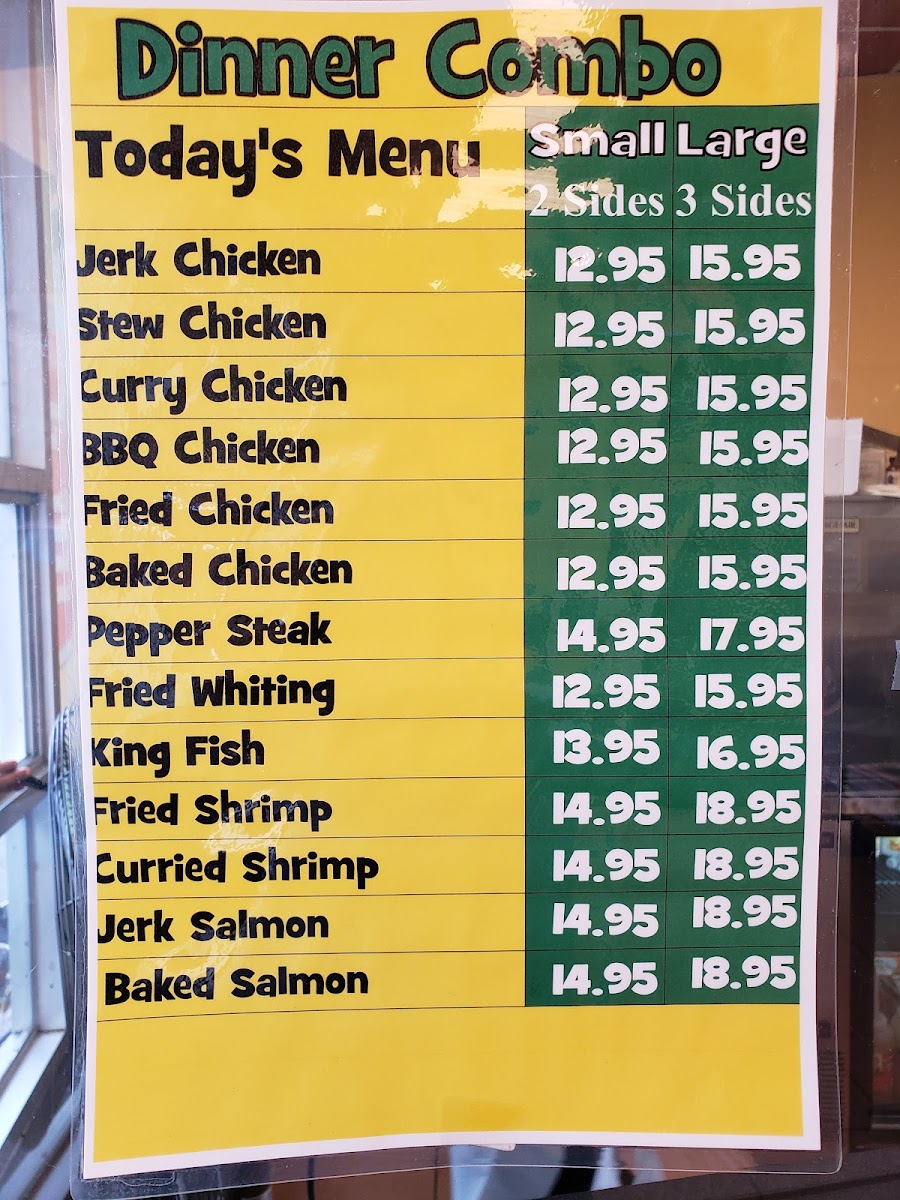 Dinner Combo
Today's Menu Small Large
2 Sides 3 Sides
Jerk Chicken 12.95 15.95
Stew Chicken 12.95 15.95
Curry Chicken 12.95 15.95
BBQ Chicken 12.95 15.95
Fried Chicken 12.95 15.95
Baked Chicken 12.95 15.95
Pepper Steak 14.95 17.95
Fried Whiting 12.95 15.95
King Fish 13.95 16.95
Fried Shrimp 14.95 18.95
Curried Shrimp 14.95 18.95
Jerk Salmon 14.95 18.95
Baked Salmon 14.95 18.95